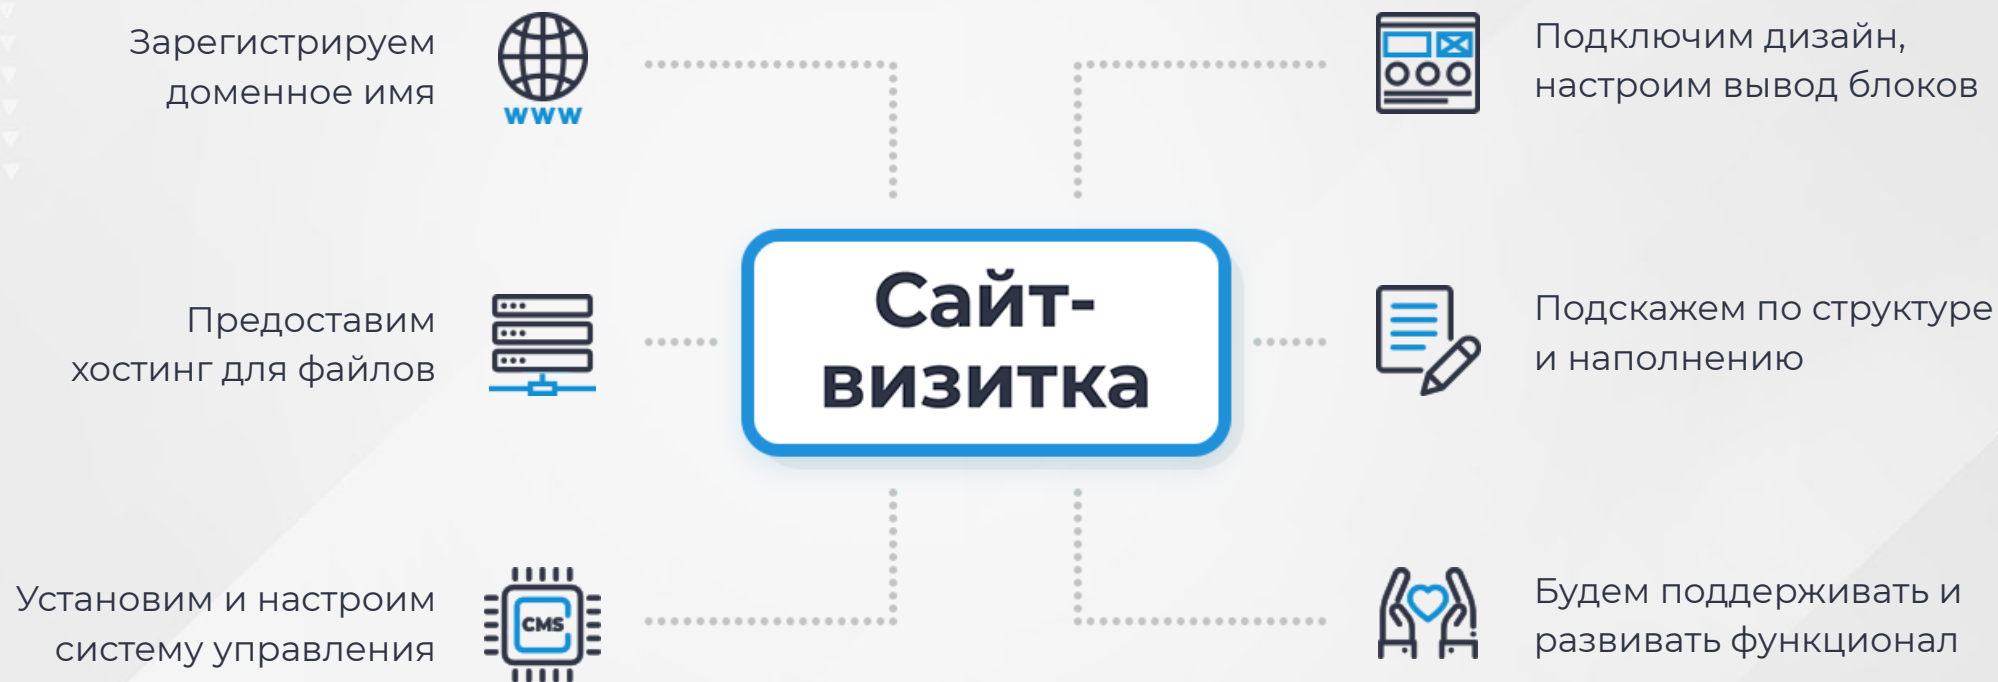 Зарегистрируем
доменное имя
WWW
Предоставим
хостинг для файлов
Установим и настроим
систему управления
CMS
Сайт-
визитка
Подключим дизайн,
настроим вывод блоков
Подскажем по структуре
и наполнению
Будем поддерживать и
развивать функционал